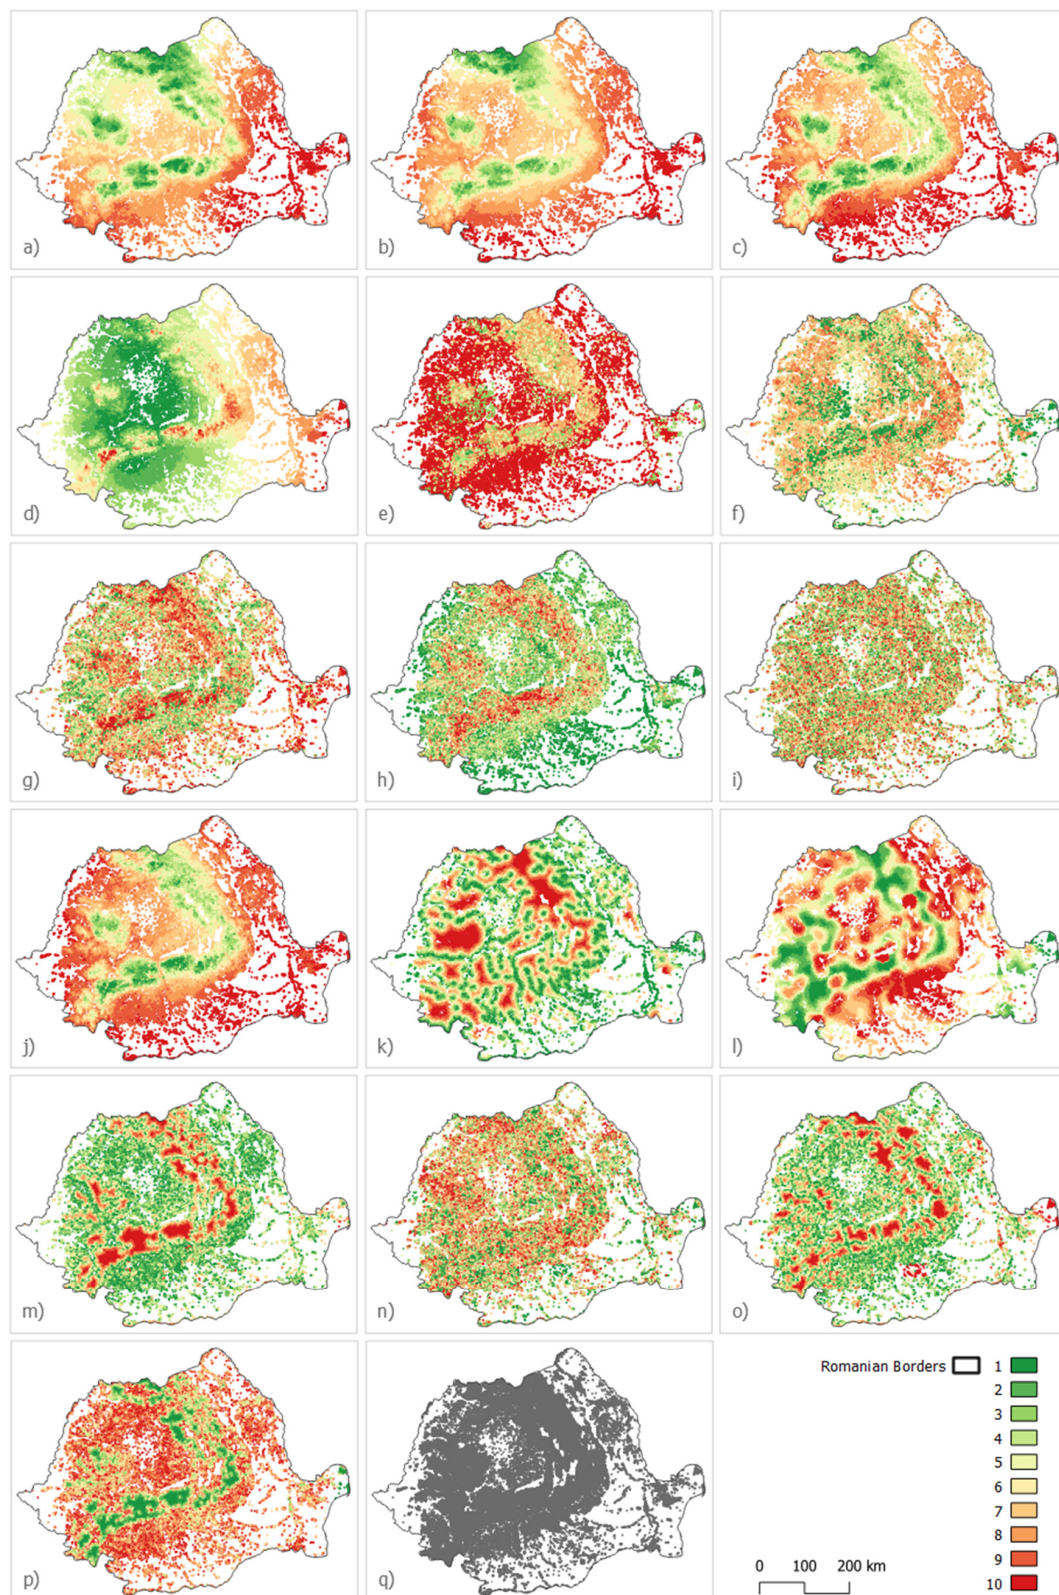 a)
b)
c)
d)
e)
f)
g)
h)
i)
j)
k)
l)
m)
n)
o)
p)
q)
Romanian Borders
1
2
3
4
5
6
7
8
9
10
0 100 200 km